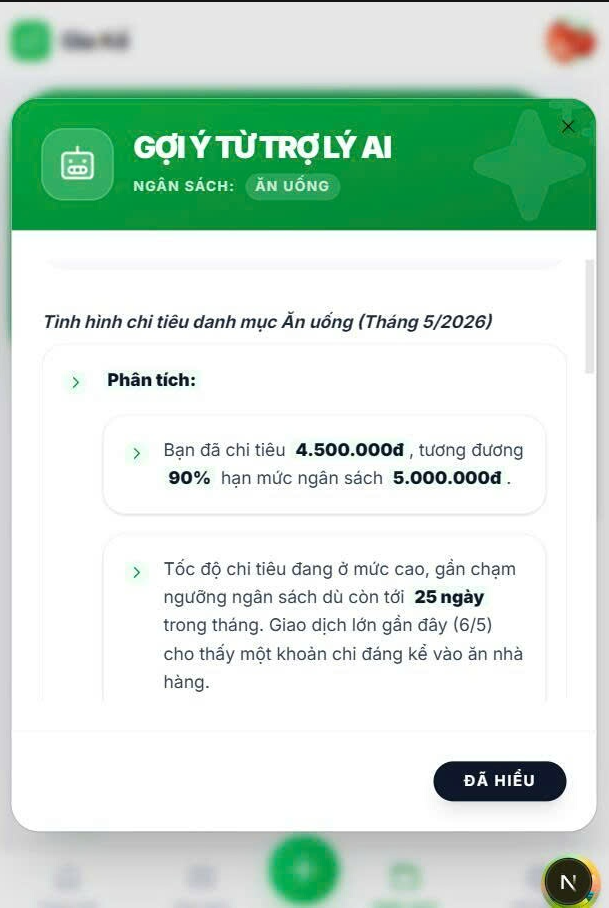 GỢI Ý TỪ TRỢ LÝ AI
NGÂN SÁCH: ĂN UỐNG
Tình hình chi tiêu danh mục Ăn uống (Tháng 5/2026)
Phân tích:
Bạn đã chi tiêu 4.500.000đ , tương đương
90% hạn mức ngân sách 5.000.000đ .
Tốc độ chi tiêu đang ở mức cao, gần chạm
ngưỡng ngân sách dù còn tới 25 ngày
trong tháng. Giao dịch lớn gần đây (6/5)
cho thấy một khoản chi đáng kể vào ăn nhà
hàng.
ĐÃ HIỂU
N